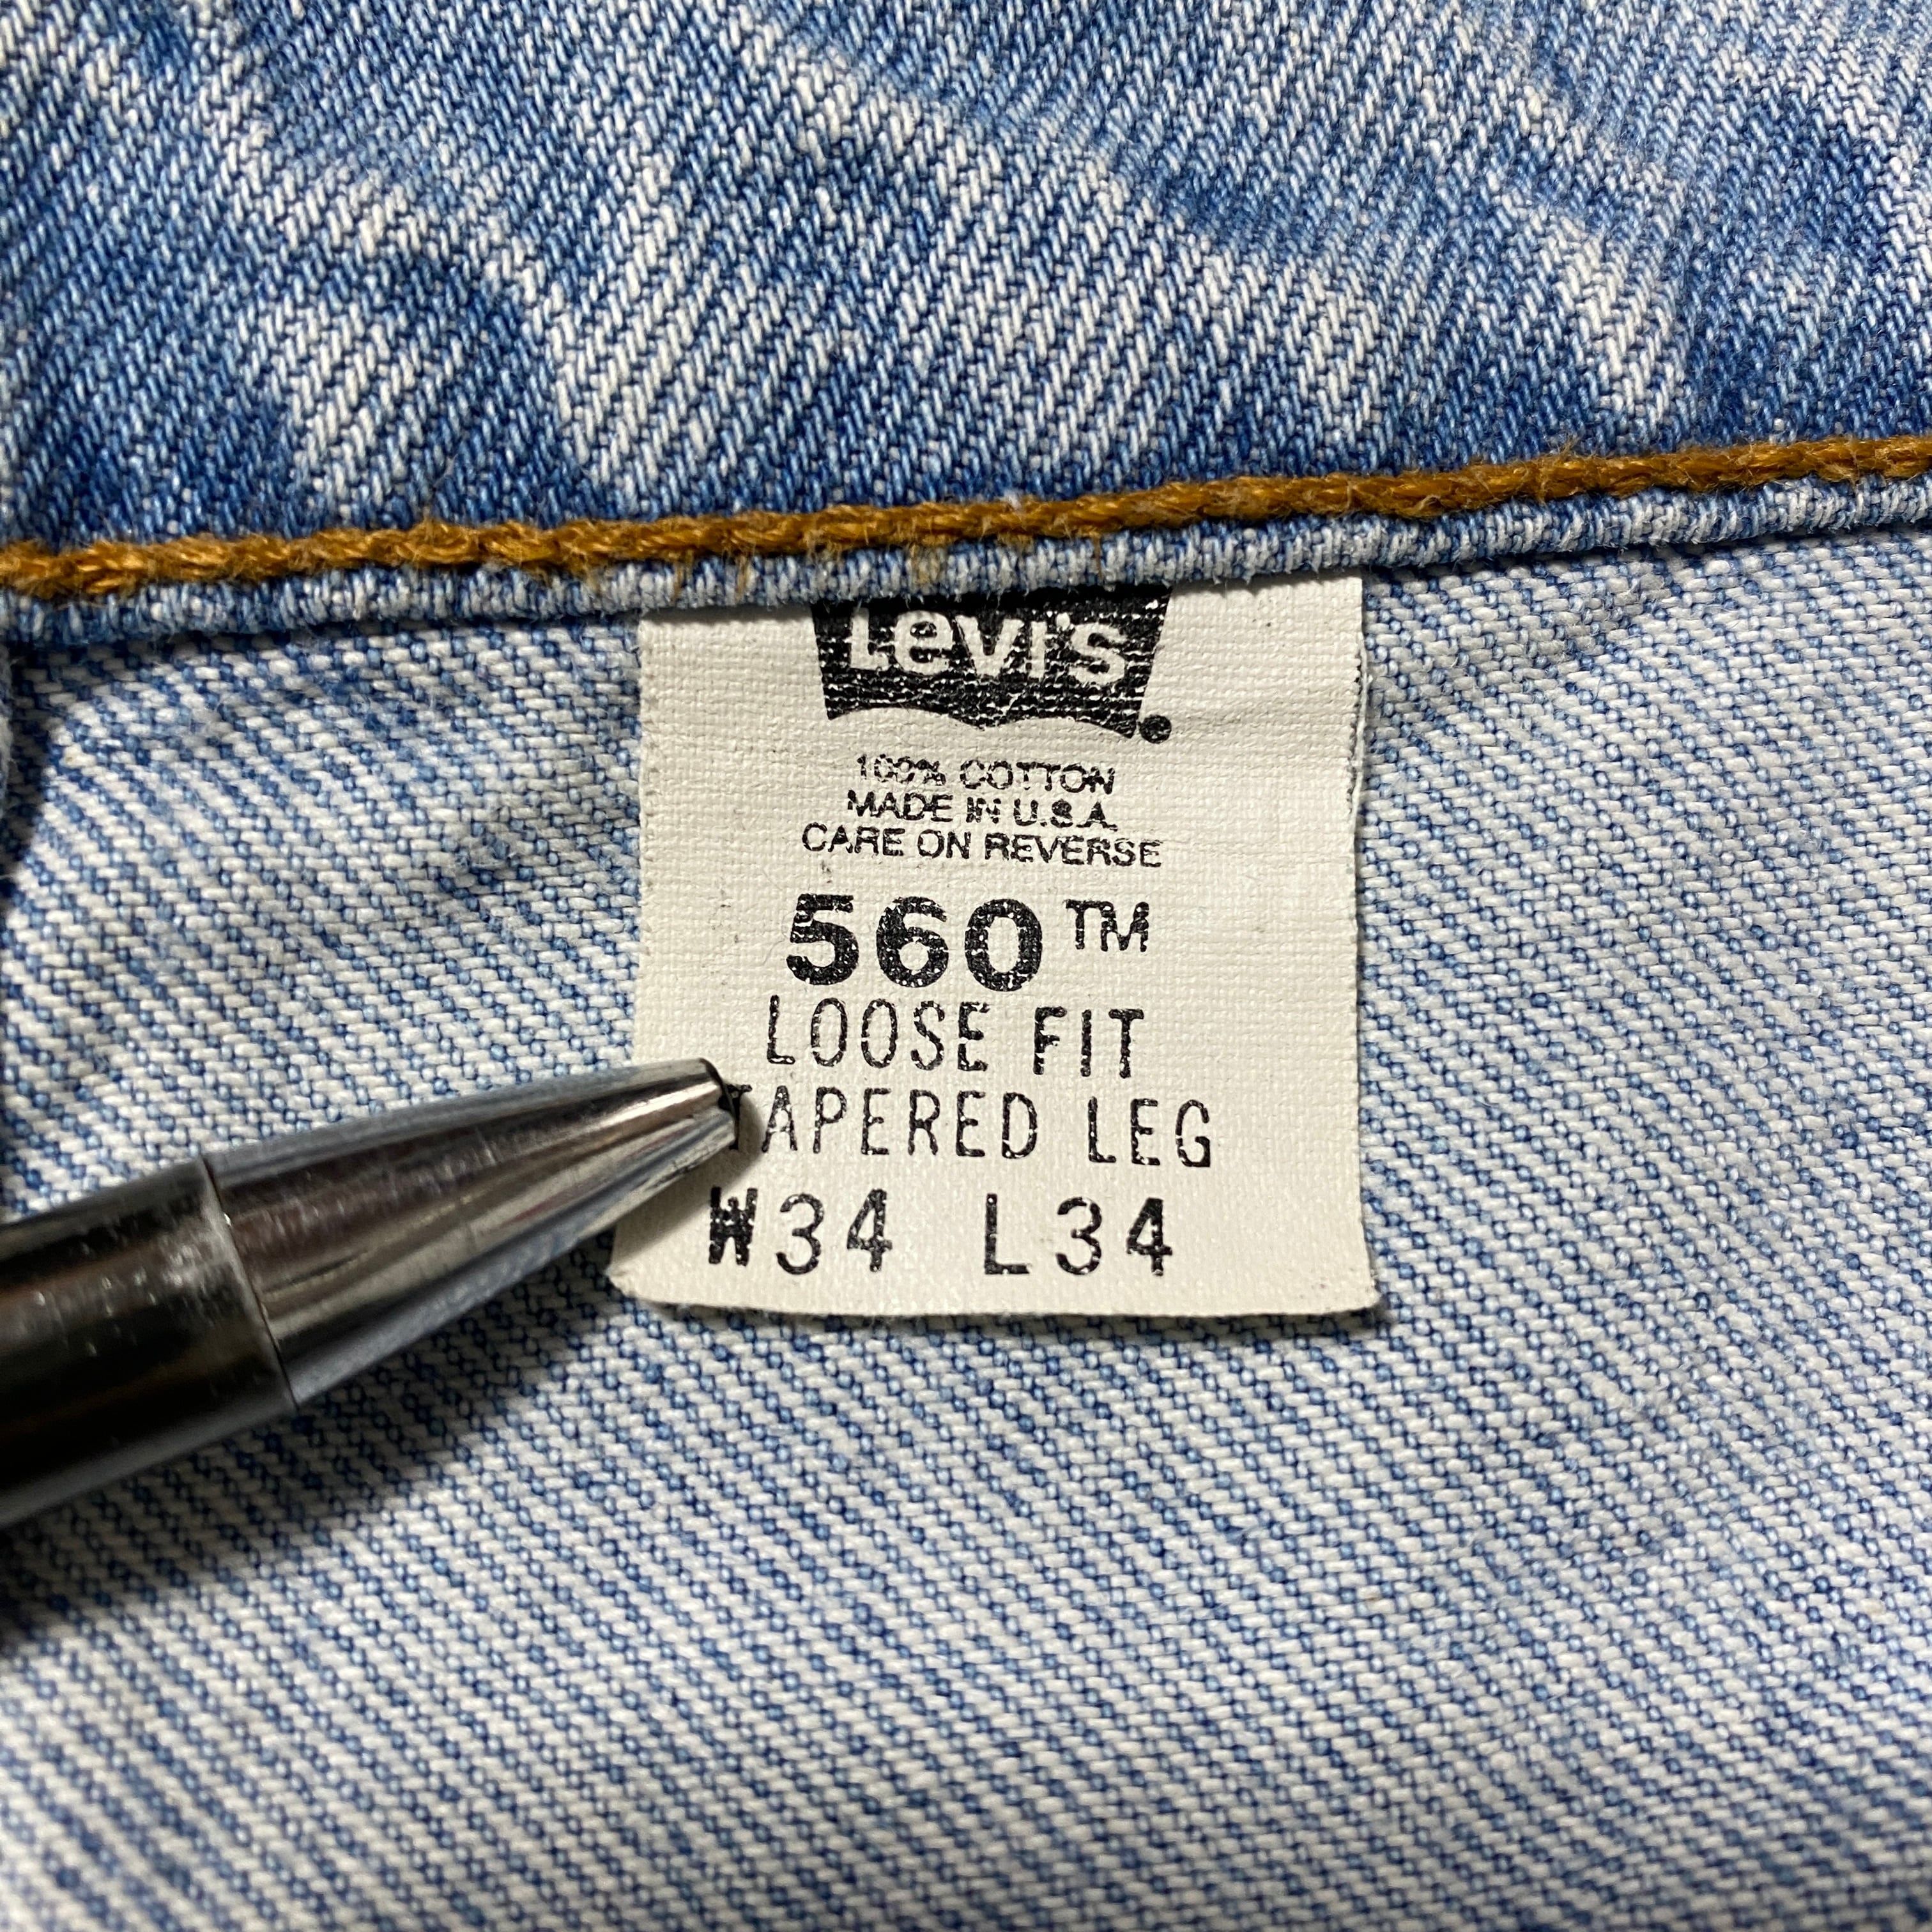 Levi's
100% COTTON
MADE IN U.S.A.
CARE ON REVERSE
560™
LOOSE FIT
TAPERED LEG
W34 L34